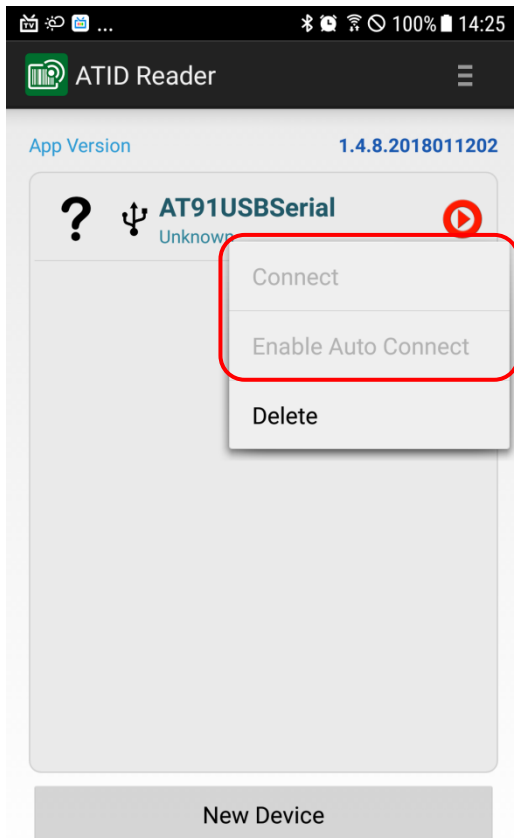 ... 100% 14:25
ATID Reader
App Version 1.4.8.2018011202
AT91USBSerial
Unknown
Connect
Enable Auto Connect
Delete
New Device